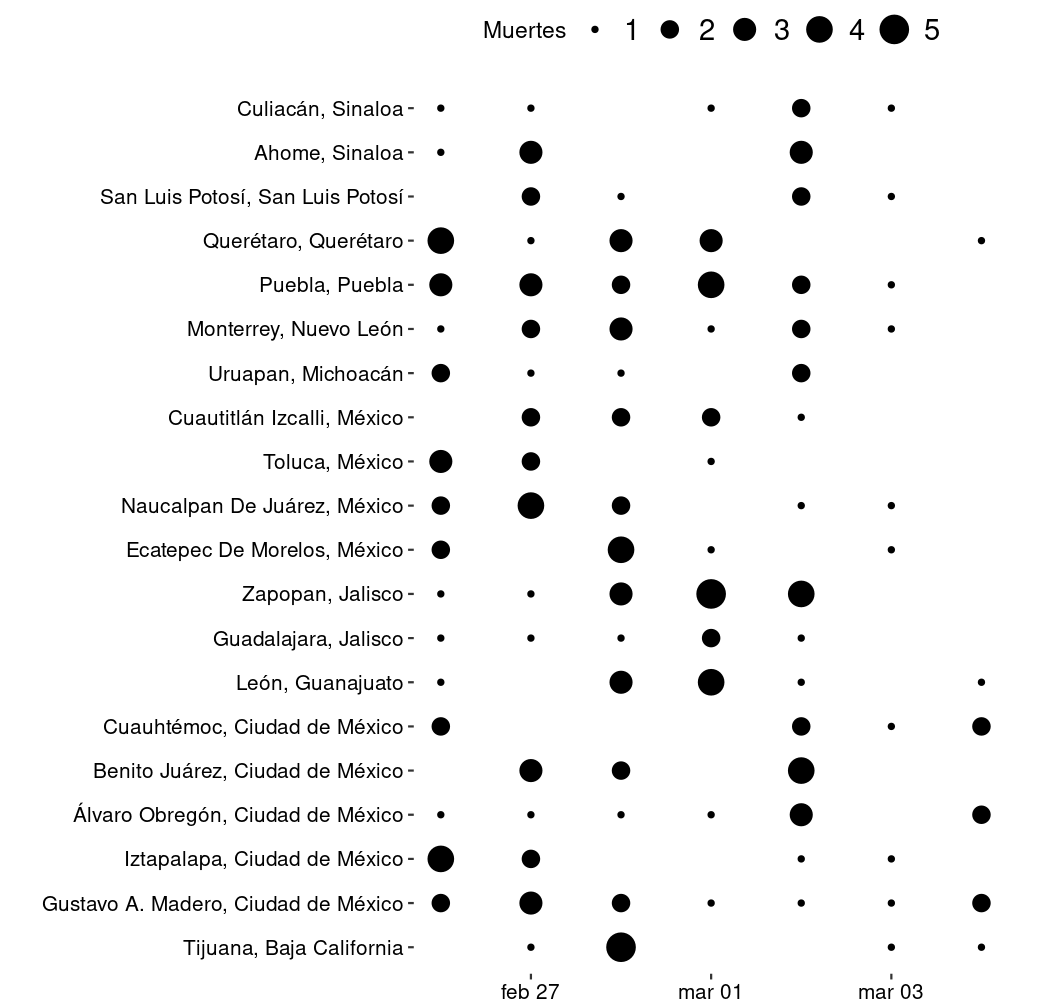 Muertes 1 2 3 4 5
Culiacán, Sinaloa
Ahome, Sinaloa
San Luis Potosí, San Luis Potosí
Querétaro, Querétaro
Puebla, Puebla
Monterrey, Nuevo León
Uruapan, Michoacán
Cuautitlán Izcalli, México
Toluca, México
Naucalpan De Juárez, México
Ecatepec De Morelos, México
Zapopan, Jalisco
Guadalajara, Jalisco
León, Guanajuato
Cuauhtémoc, Ciudad de México
Benito Juárez, Ciudad de México
Álvaro Obregón, Ciudad de México
Iztapalapa, Ciudad de México
Gustavo A. Madero, Ciudad de México
Tijuana, Baja California
feb 27 mar 01 mar 03